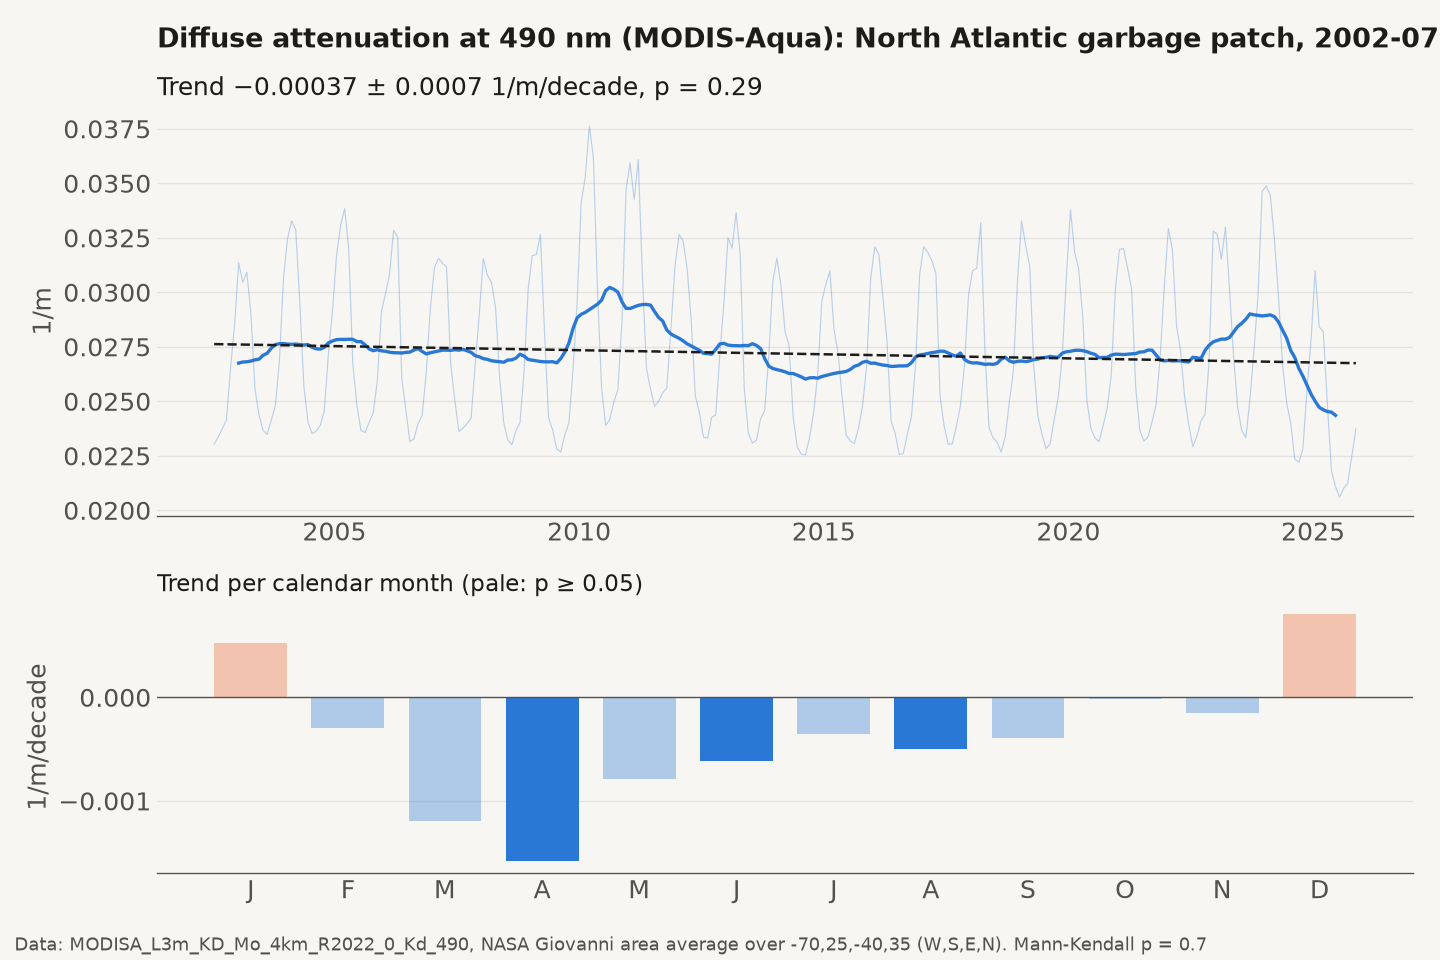 Diffuse attenuation at 490 nm (MODIS-Aqua): North Atlantic garbage patch, 2002-07
Trend −0.00037 ± 0.0007 1/m/decade, p = 0.29
0.0375
0.0350
0.0325
0.0300
0.0275
0.0250
0.0225
0.0200
1/m
2005 2010 2015 2020 2025
Trend per calendar month (pale: p ≥ 0.05)
0.000
−0.001
1/m/decade
J F M A M J J A S O N D
Data: MODISA_L3m_KD_Mo_4km_R2022_0_Kd_490, NASA Giovanni area average over -70,25,-40,35 (W,S,E,N). Mann-Kendall p = 0.7